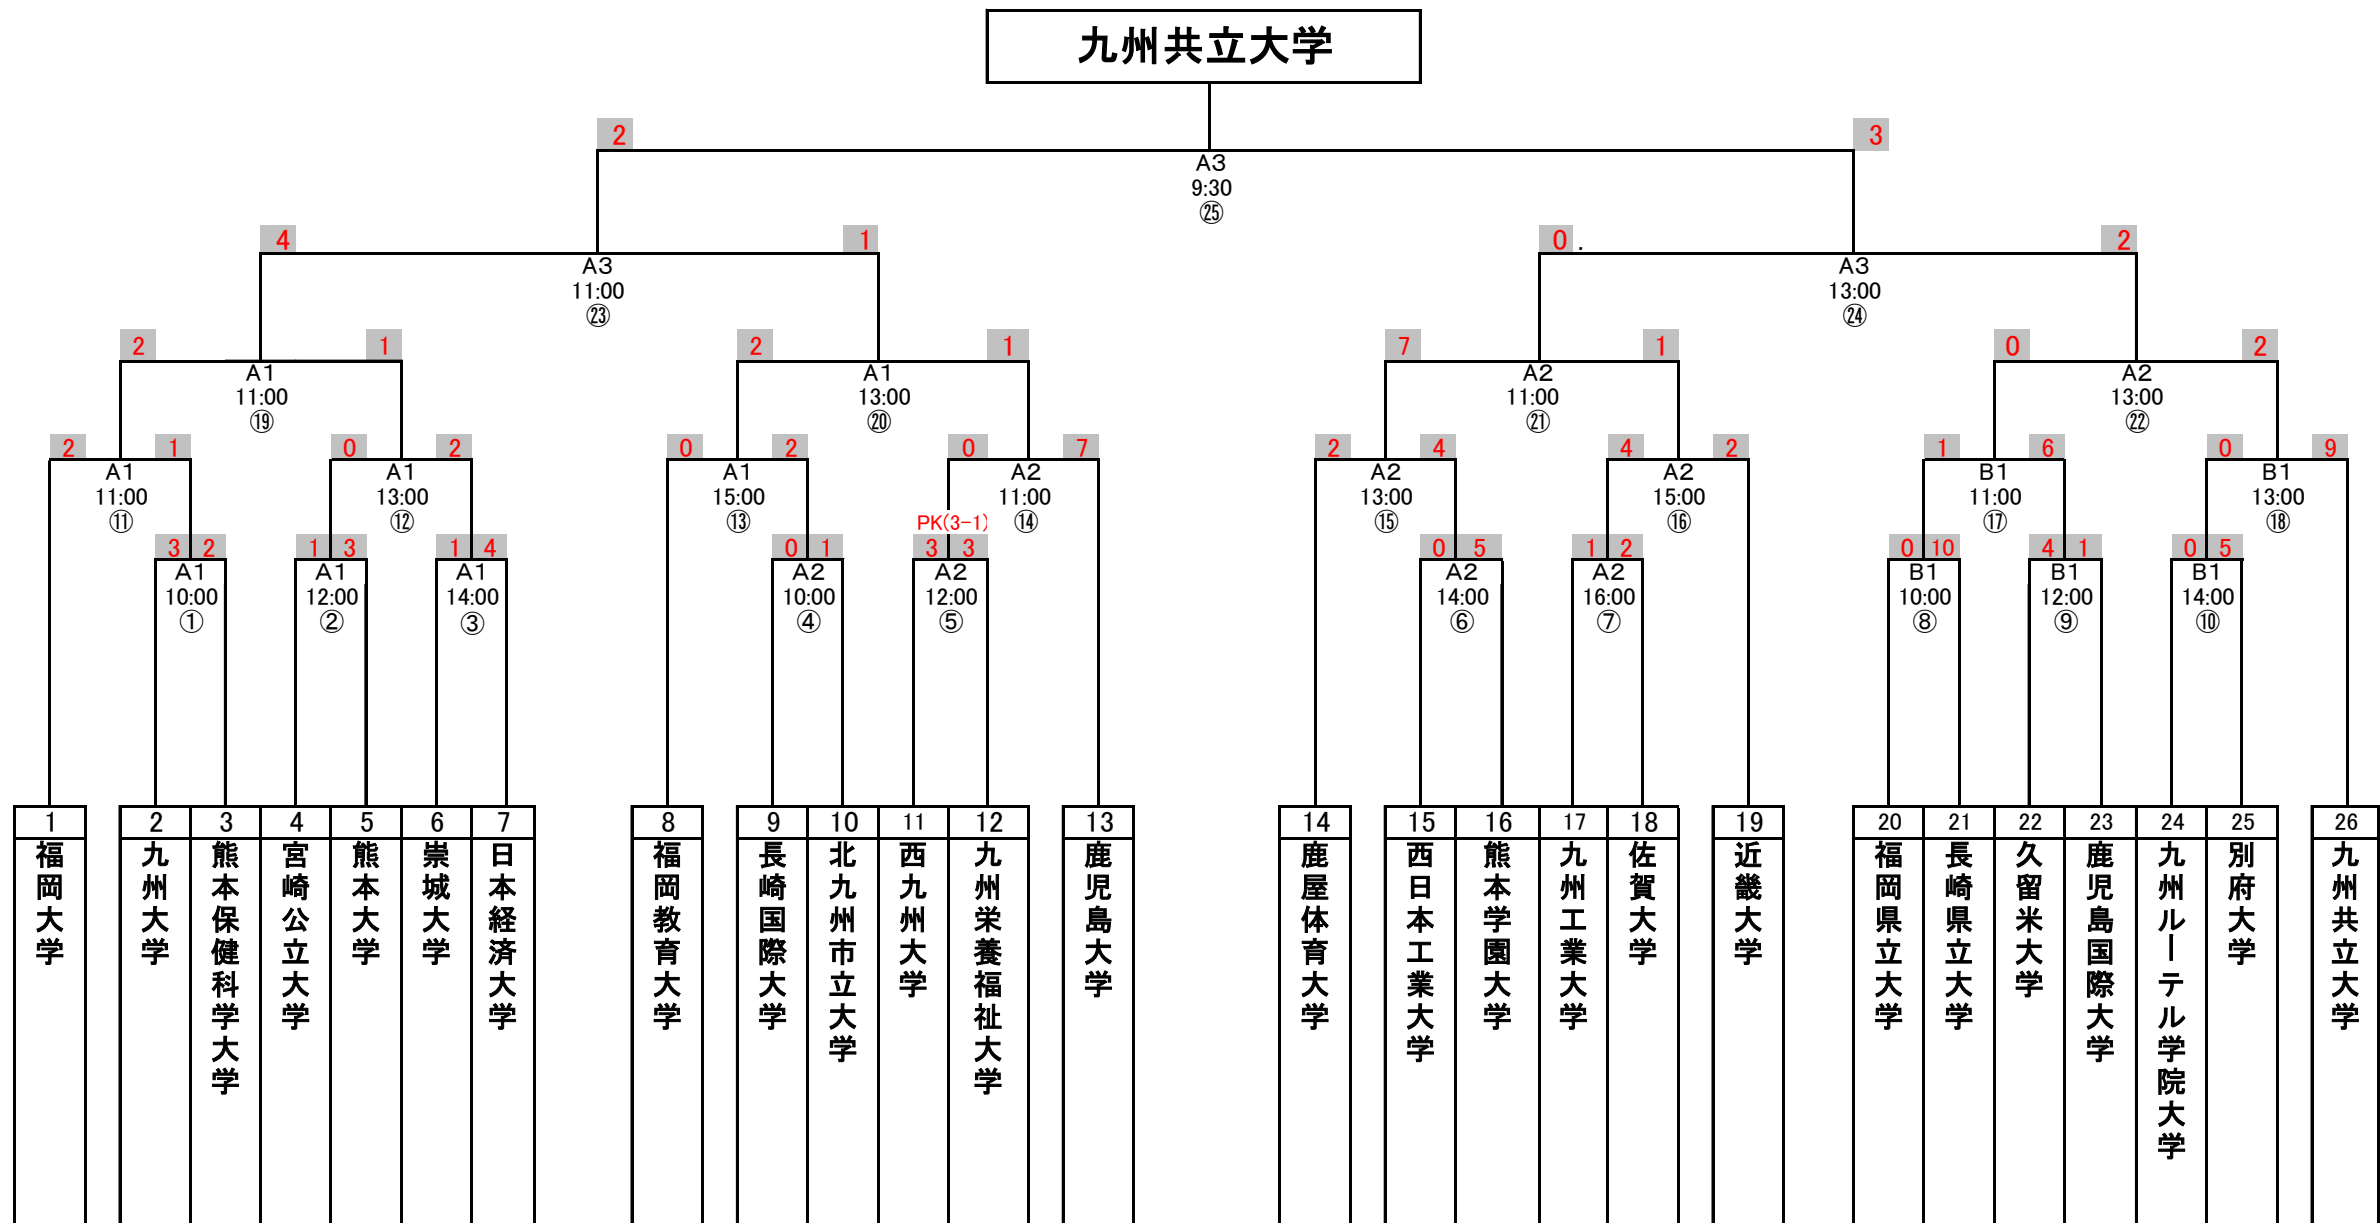 九州共立大学
2 3
A3
9:30
㉕
4 1 0 . 2
A3 A3
11:00 13:00
㉓ ㉔
2 1 2 1 7 1 0 2
A1 A1 A2 A2
11:00 13:00 11:00 13:00
⑲ ⑳ ㉑ ㉒
2 1 0 2 0 2 0 7 2 4 4 2 1 6 0 9
A1 A1 A1 A2 A2 A2 B1 B1
11:00 13:00 15:00 11:00 13:00 15:00 11:00 13:00
⑪ ⑫ ⑬ PK(3-1) ⑭ ⑮ ⑯ ⑰ ⑱
3 2 1 3 1 4 0 1 3 3 0 5 1 2 0 10 4 1 0 5
A1 A1 A1 A2 A2 A2 A2 B1 B1 B1
10:00 12:00 14:00 10:00 12:00 14:00 16:00 10:00 12:00 14:00
① ② ③ ④ ⑤ ⑥ ⑦ ⑧ ⑨ ⑩
1 2 3 4 5 6 7 8 9 10 11 12 13 14 15 16 17 18 19 20 21 22 23 24 25 26
福岡大学
九州大学
熊本保健科学大学
宮崎公立大学
熊本大学
崇城大学
日本経済大学
福岡教育大学
長崎国際大学
北九州市立大学
西九州大学
九州栄養福祉大学
鹿児島大学
鹿屋体育大学
西日本工業大学
熊本学園大学
九州工業大学
佐賀大学
近畿大学
福岡県立大学
長崎県立大学
久留米大学
鹿児島国際大学
九州ルーテル学院大学
別府大学
九州共立大学